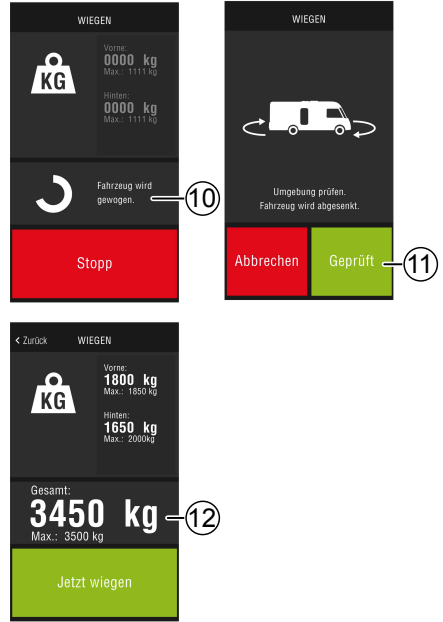 WIEGEN
KG
Vorne:
0000 kg
Max.: 1111 kg
Hinten:
0000 kg
Max.: 1111 kg
Fahrzeug wird
gewogen.
10
Stopp
WIEGEN
Umgebung prüfen.
Fahrzeug wird abgesenkt.
Abbrechen
Geprüft
11
< Zurück WIEGEN
KG
Vorne:
1800 kg
Max.: 1850 kg
Hinten:
1650 kg
Max.: 2000kg
Gesamt:
3450 kg
12
Max.: 3500 kg
Jetzt wiegen